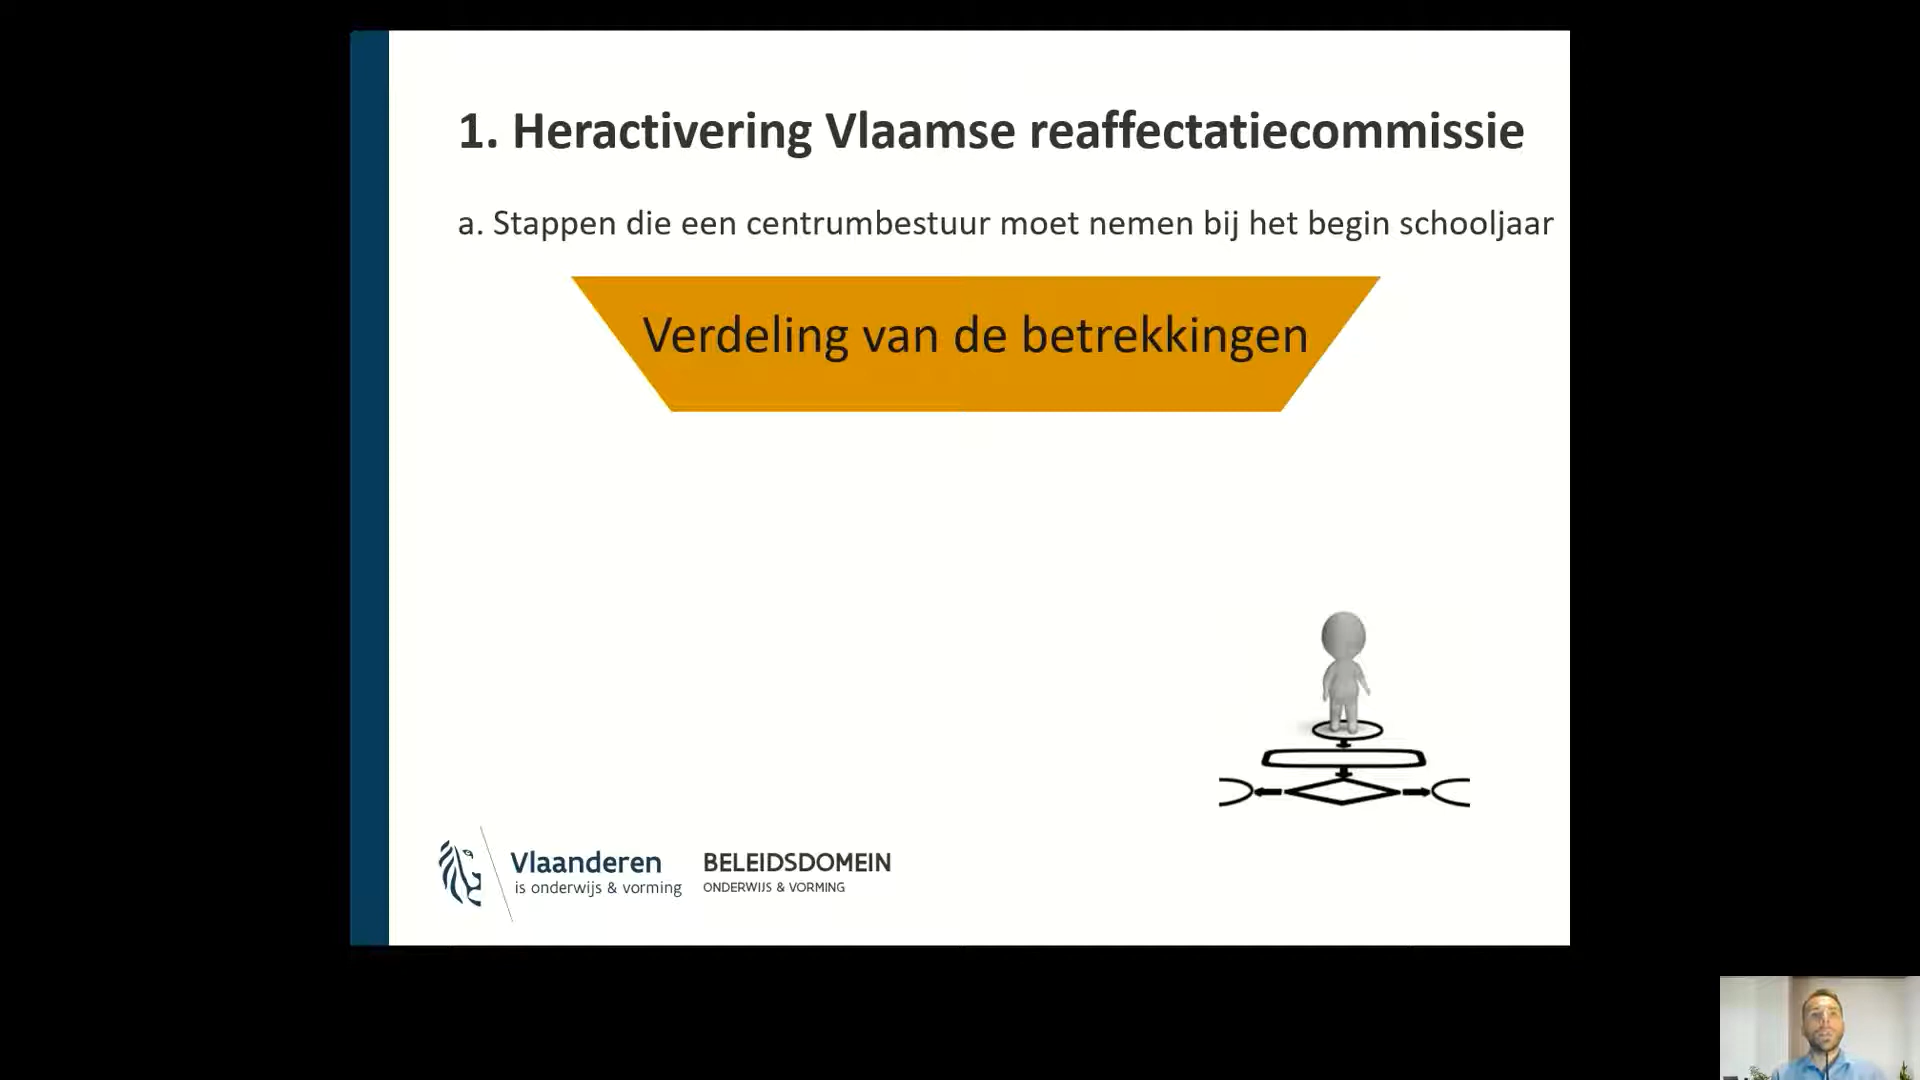 1. Heractivering Vlaamse reaffectatiecommissie
a. Stappen die een centrumbestuur moet nemen bij het begin schooljaar
Verdeling van de betrekkingen
Vlaanderen
is onderwijs & vorming
BELEIDSDOMEIN
ONDERWIJS & VORMING